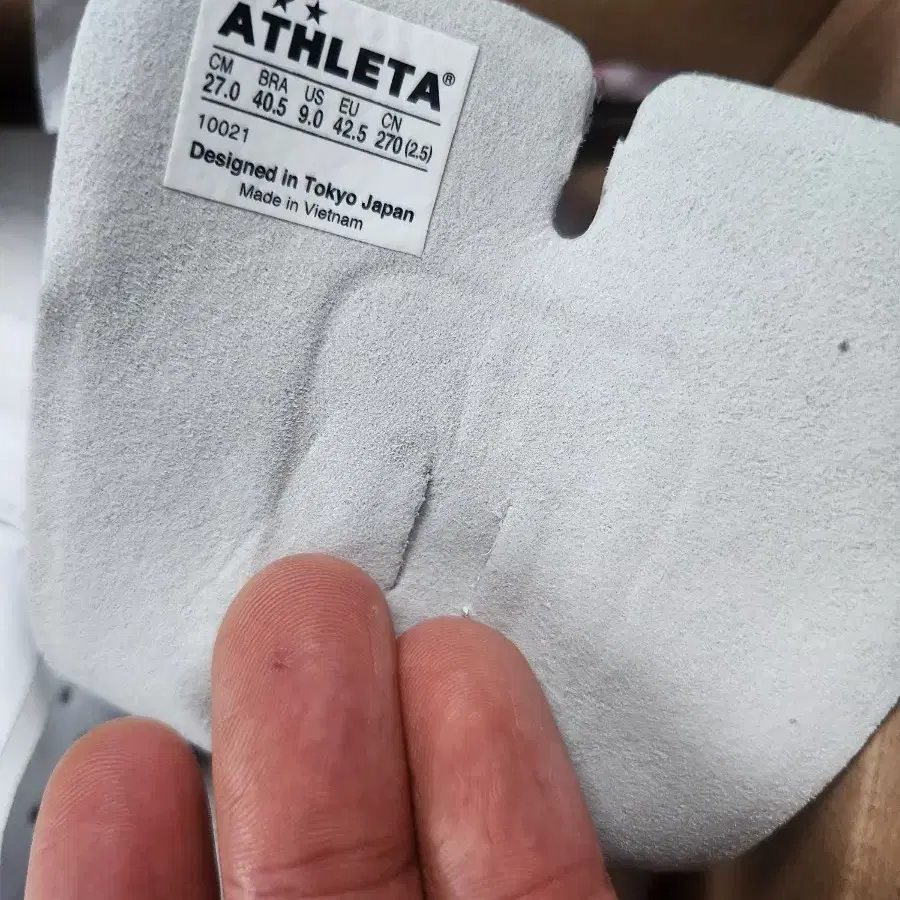 ATHLETA®
CM BRA US EU CN
27.0 40.5 9.0 42.5 270(2.5)
10021
Designed in Tokyo Japan
Made in Vietnam